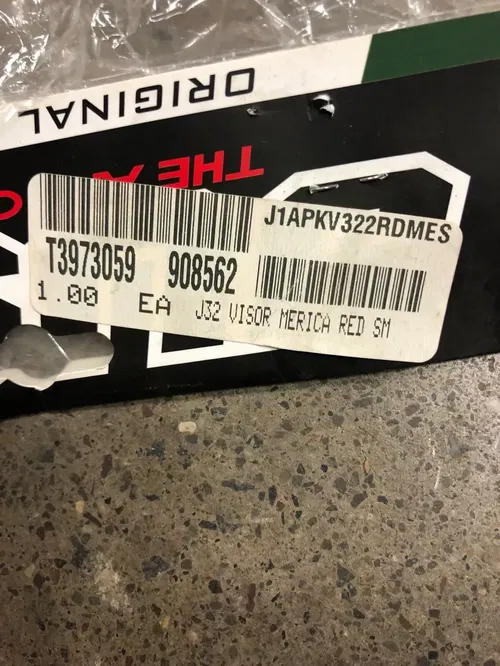 ORIGINAL
THE A
J1APKV322RDMES
T3973059 908562
1.00 EA J32 VISOR MERICA RED SM